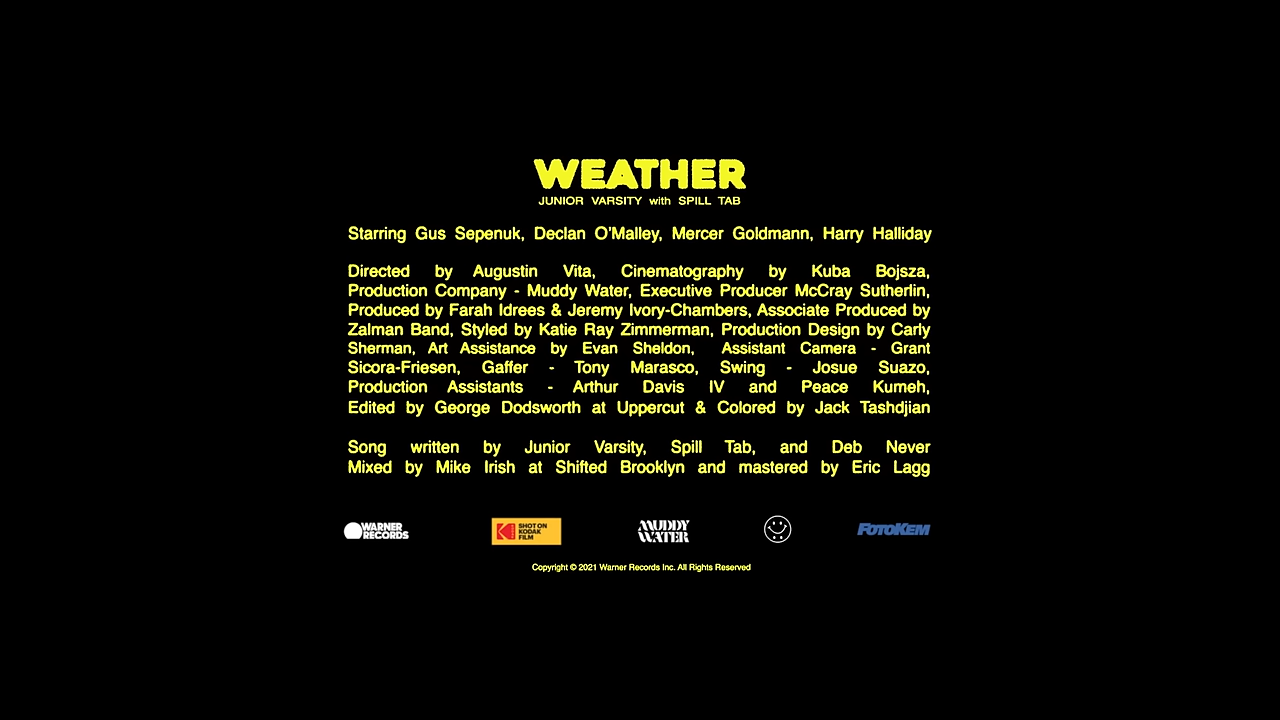 WEATHER
JUNIOR VARSITY with SPILL TAB
Starring Gus Sepenuk, Declan O'Malley, Mercer Goldmann, Harry Halliday
Directed by Augustin Vita, Cinematography by Kuba Bojsza,
Production Company - Muddy Water, Executive Producer McCray Sutherlin,
Produced by Farah Idrees & Jeremy Ivory-Chambers, Associate Produced by
Zalman Band, Styled by Katie Ray Zimmerman, Production Design by Carly
Sherman, Art Assistance by Evan Sheldon, Assistant Camera - Grant
Sicora-Friesen, Gaffer - Tony Marasco, Swing - Josue Suazo,
Production Assistants - Arthur Davis IV and Peace Kumeh,
Edited by George Dodsworth at Uppercut & Colored by Jack Tashdjian
Song written by Junior Varsity, Spill Tab, and Deb Never
Mixed by Mike Irish at Shifted Brooklyn and mastered by Eric Lagg
WARNER
RECORDS
SHOT ON
KODAK
FILM
MUDDY
WATER
FOTOKEM
Copyright © 2021 Warner Records Inc. All Rights Reserved